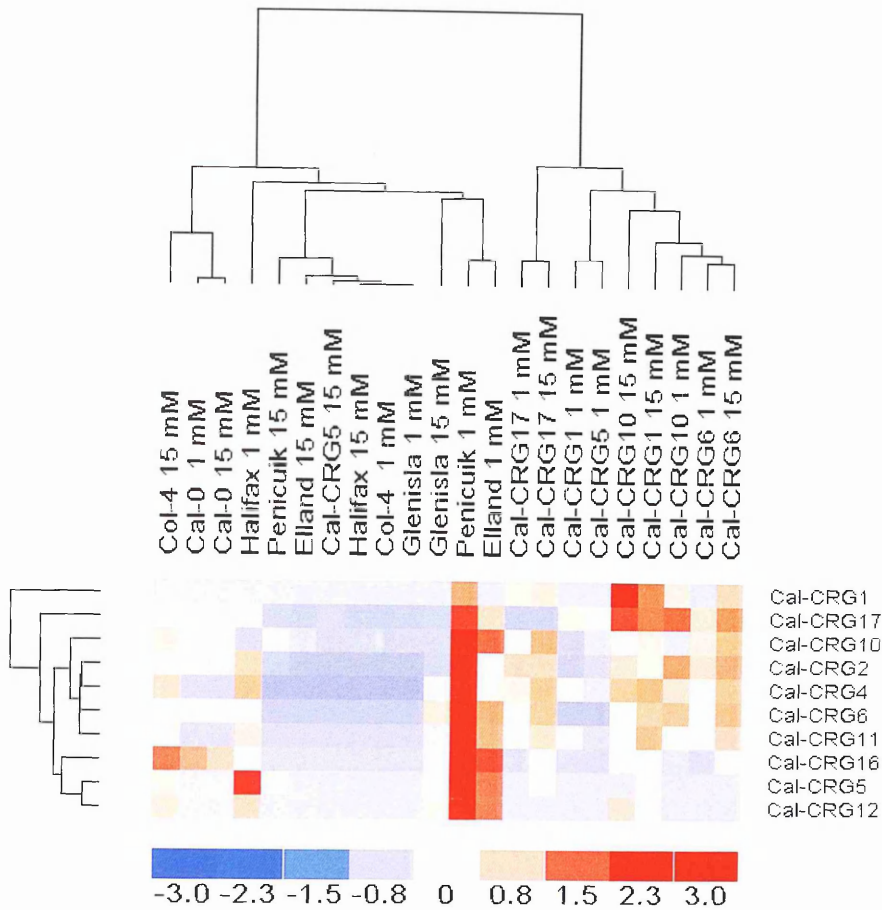 Col-4 15 mM
Cal-0 1 mM
Cal-0 15 mM
Halifax 1 mM
Penicuik 15 mM
Elland 15 mM
Cal-CRG5 15 mM
Halifax 15 mM
Col-4 1 mM
Glenisla 1 mM
Glenisla 15 mM
Penicuik 1 mM
Elland 1 mM
Cal-CRG17 1 mM
Cal-CRG17 15 mM
Cal-CRG1 1 mM
Cal-CRG5 1 mM
Cal-CRG10 15 mM
Cal-CRG1 15 mM
Cal-CRG10 1 mM
Cal-CRG6 1 mM
Cal-CRG6 15 mM
Cal-CRG1
Cal-CRG17
Cal-CRG10
Cal-CRG2
Cal-CRG4
Cal-CRG6
Cal-CRG11
Cal-CRG16
Cal-CRG5
Cal-CRG12
-3.0 -2.3 -1.5 -0.8 0 0.8 1.5 2.3 3.0